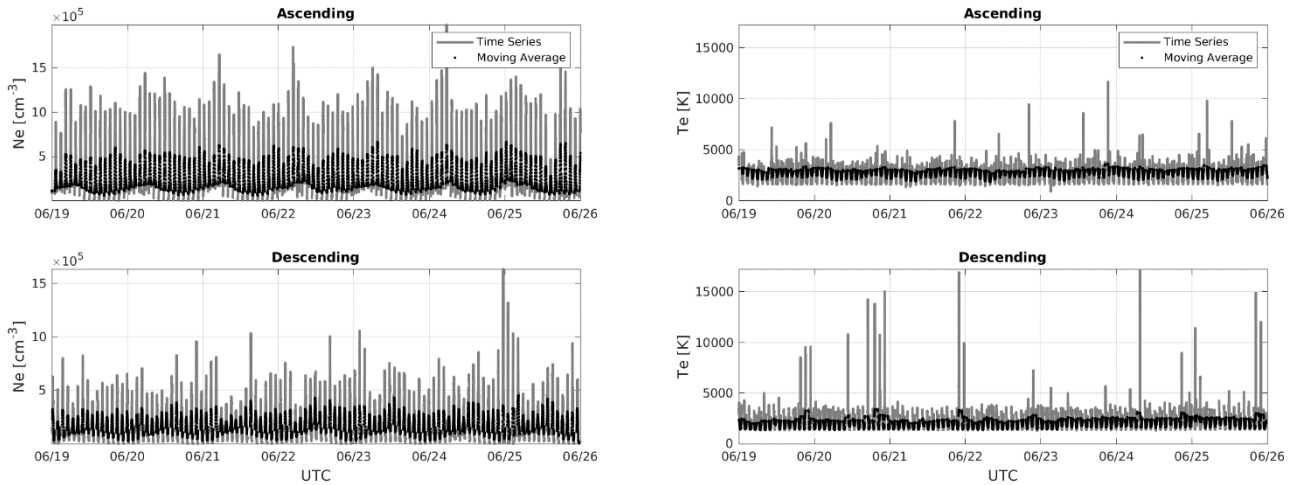 Ascending
×10⁵
Time Series
Moving Average
15
10
5
Ne [cm⁻³]
06/19 06/20 06/21 06/22 06/23 06/24 06/25 06/26
Descending
×10⁵
15
10
5
Ne [cm⁻³]
06/19 06/20 06/21 06/22 06/23 06/24 06/25 06/26
UTC
Ascending
Time Series
Moving Average
15000
10000
5000
0
Te [K]
06/19 06/20 06/21 06/22 06/23 06/24 06/25 06/26
Descending
15000
10000
5000
0
Te [K]
06/19 06/20 06/21 06/22 06/23 06/24 06/25 06/26
UTC